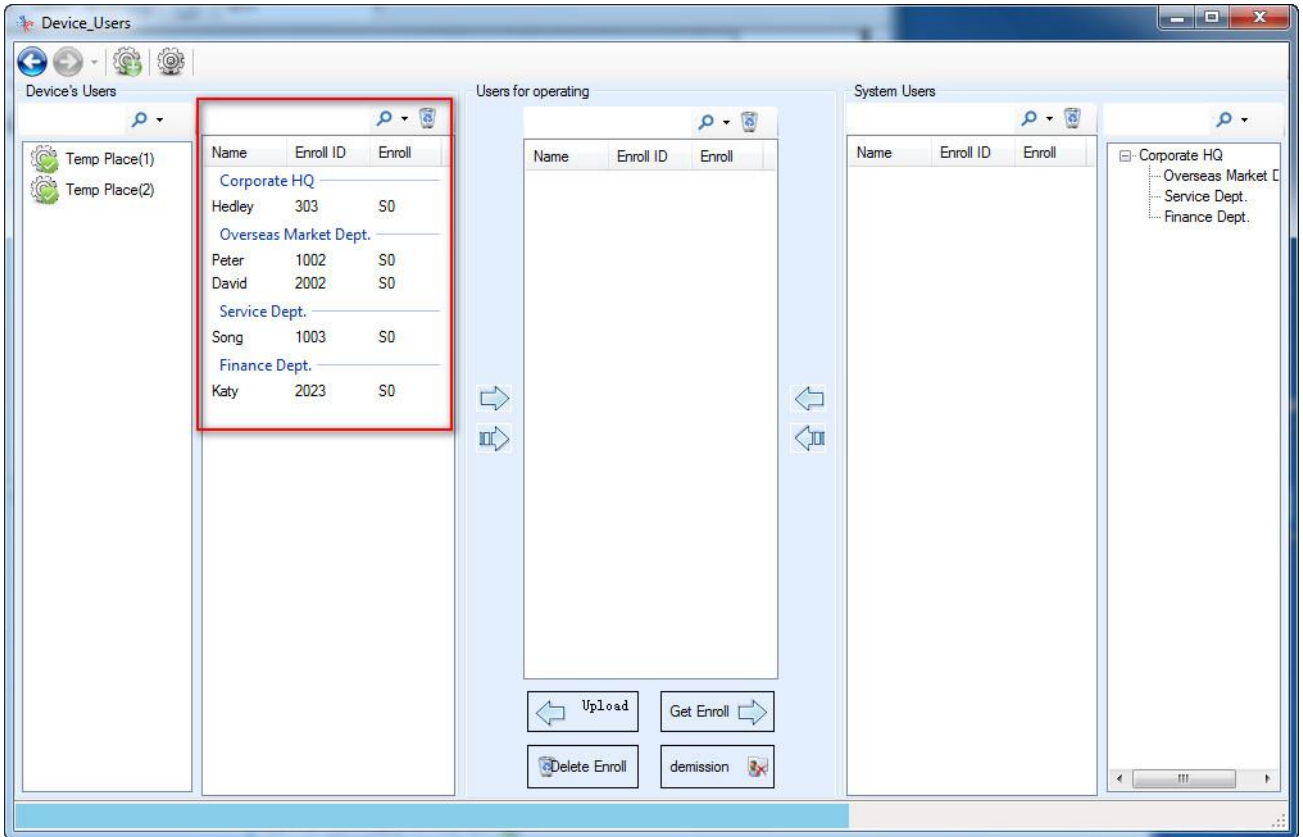 Device_Users
Device's Users
Users for operating
System Users
Temp Place(1)
Temp Place(2)
Name Enroll ID Enroll
Corporate HQ
Hedley 303 S0
Overseas Market Dept.
Peter 1002 S0
David 2002 S0
Service Dept.
Song 1003 S0
Finance Dept.
Katy 2023 S0
Name Enroll ID Enroll
Upload
Get Enroll
Delete Enroll
demission
Name Enroll ID Enroll
Corporate HQ
Overseas Market D
Service Dept.
Finance Dept.